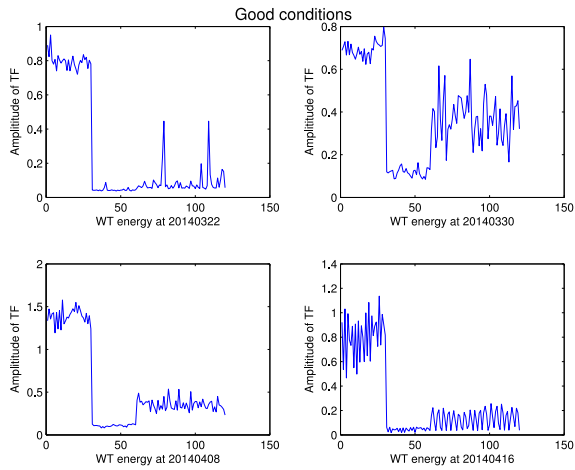 Good conditions
1
0.8
0.6
0.4
0.2
0
0 50 100 150
Amplititude of TF
WT energy at 20140322
0.8
0.6
0.4
0.2
0
0 50 100 150
Amplititude of TF
WT energy at 20140330
2
1.5
1
0.5
0
0 50 100 150
Amplititude of TF
WT energy at 20140408
1.4
1.2
1
0.8
0.6
0.4
0.2
0
0 50 100 150
Amplititude of TF
WT energy at 20140416